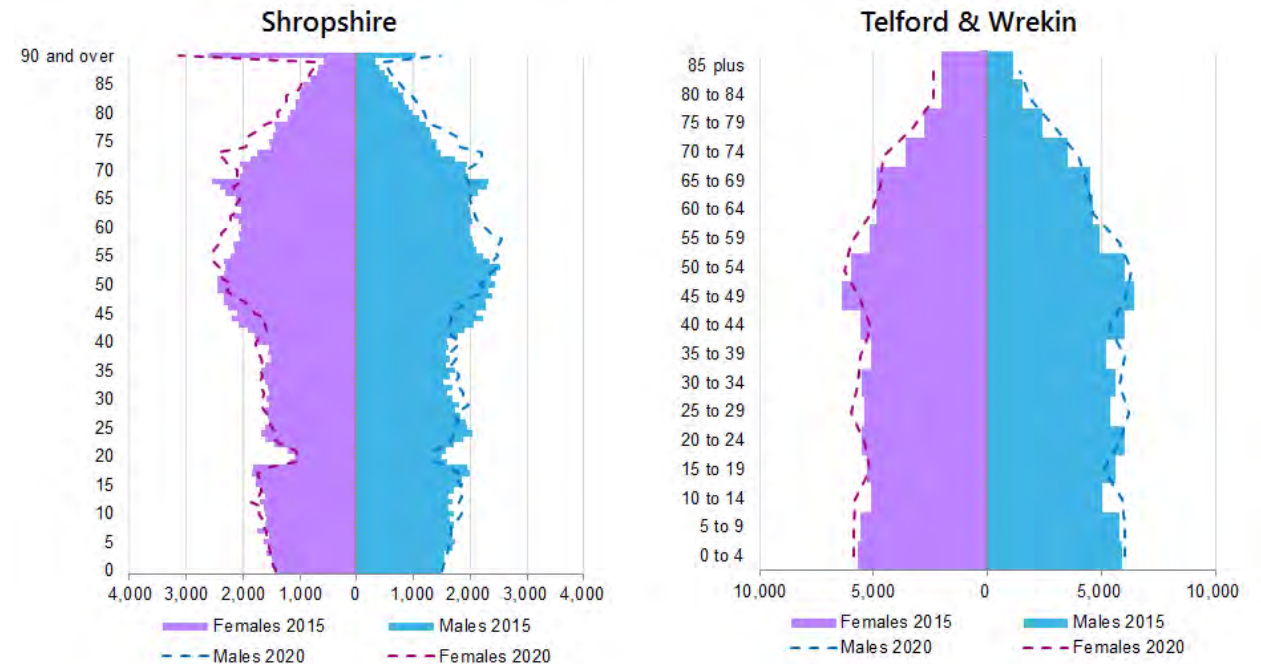 Shropshire
90 and over
85
80
75
70
65
60
55
50
45
40
35
30
25
20
15
10
5
0
4,000 3,000 2,000 1,000 0 1,000 2,000 3,000 4,000
Females 2015 Males 2015
Males 2020 Females 2020
Telford & Wrekin
85 plus
80 to 84
75 to 79
70 to 74
65 to 69
60 to 64
55 to 59
50 to 54
45 to 49
40 to 44
35 to 39
30 to 34
25 to 29
20 to 24
15 to 19
10 to 14
5 to 9
0 to 4
10,000 5,000 0 5,000 10,000
Females 2015 Males 2015
Males 2020 Females 2020